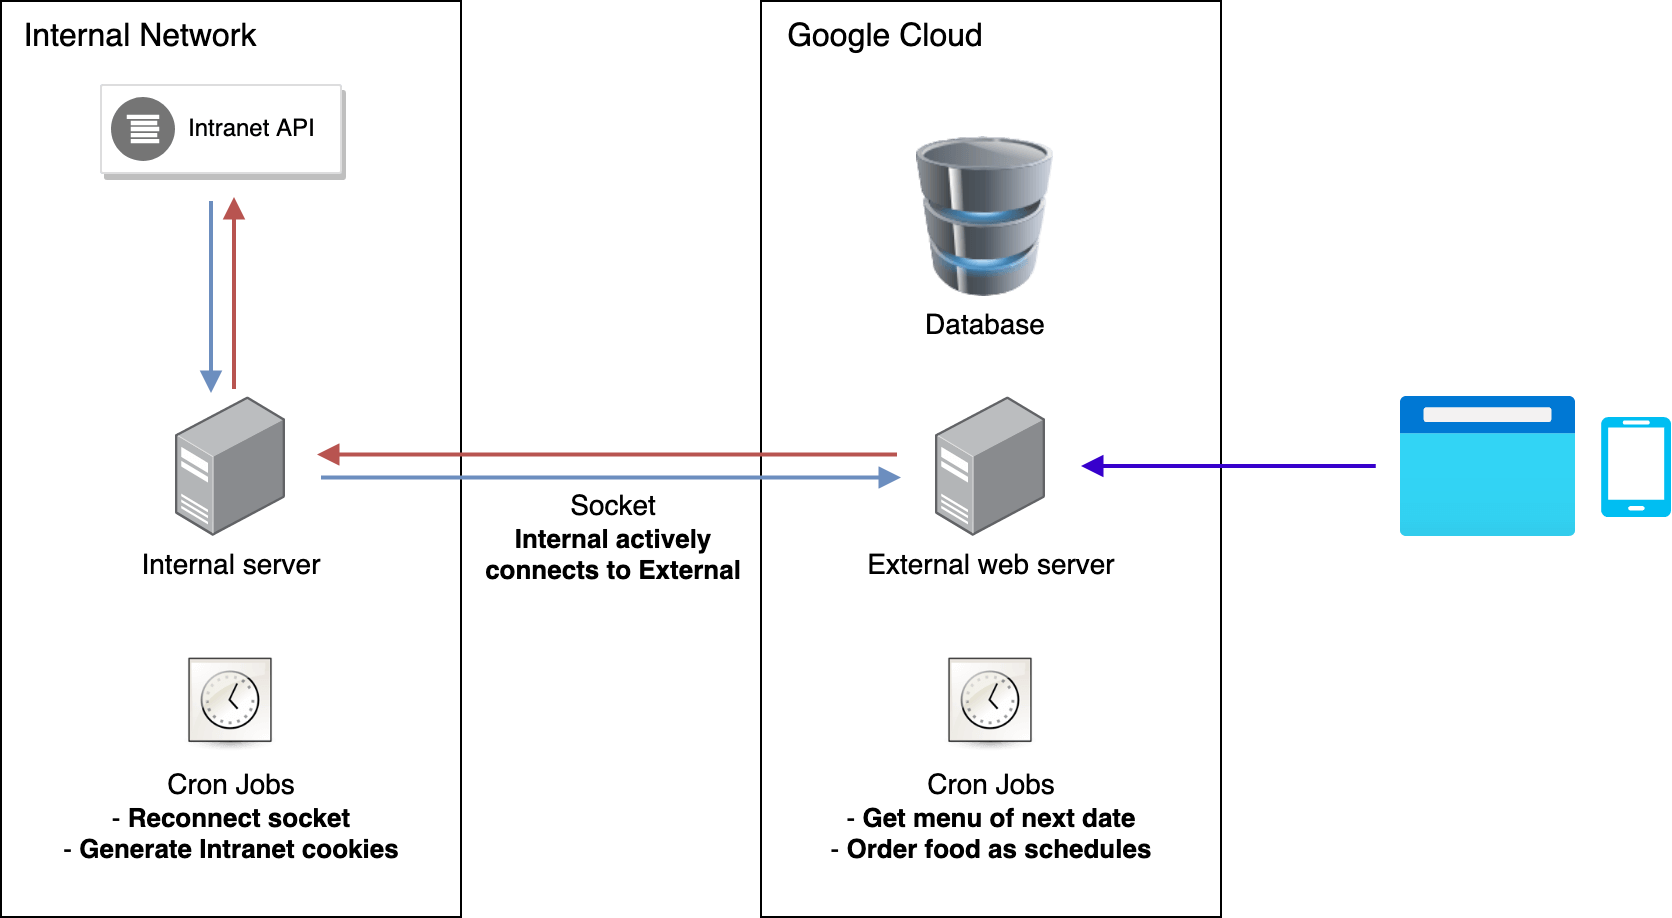 Internal Network
Intranet API
Internal server
Cron Jobs
- Reconnect socket
- Generate Intranet cookies
Socket
Internal actively
connects to External
Google Cloud
Database
External web server
Cron Jobs
- Get menu of next date
- Order food as schedules